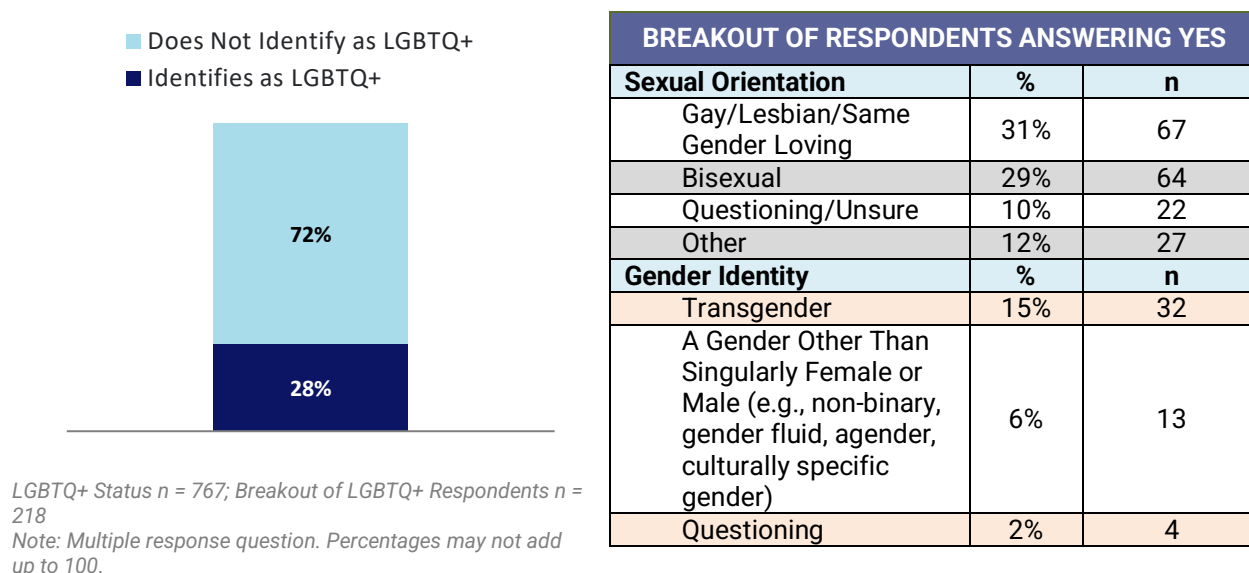 Does Not Identify as LGBTQ+
Identifies as LGBTQ+
72%
28%
LGBTQ+ Status n = 767; Breakout of LGBTQ+ Respondents n =
218
Note: Multiple response question. Percentages may not add
up to 100.
BREAKOUT OF RESPONDENTS ANSWERING YES
Sexual Orientation % n
Gay/Lesbian/Same
Gender Loving 31% 67
Bisexual 29% 64
Questioning/Unsure 10% 22
Other 12% 27
Gender Identity % n
Transgender 15% 32
A Gender Other Than
Singularly Female or
Male (e.g., non-binary,
gender fluid, agender, 6% 13
culturally specific
gender)
Questioning 2% 4